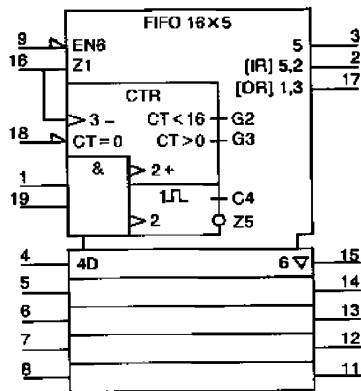 FIFO 16×5
9 EN6 5 3
16 Z1 [IR] 5,2 2
[OR] 1,3 17
CTR
3 − CT<16 G2
18 CT=0 CT>0 G3
& 2 +
1 1 C4
19 2 Z5
4 4D 6 15
5 14
6 13
7 12
8 11